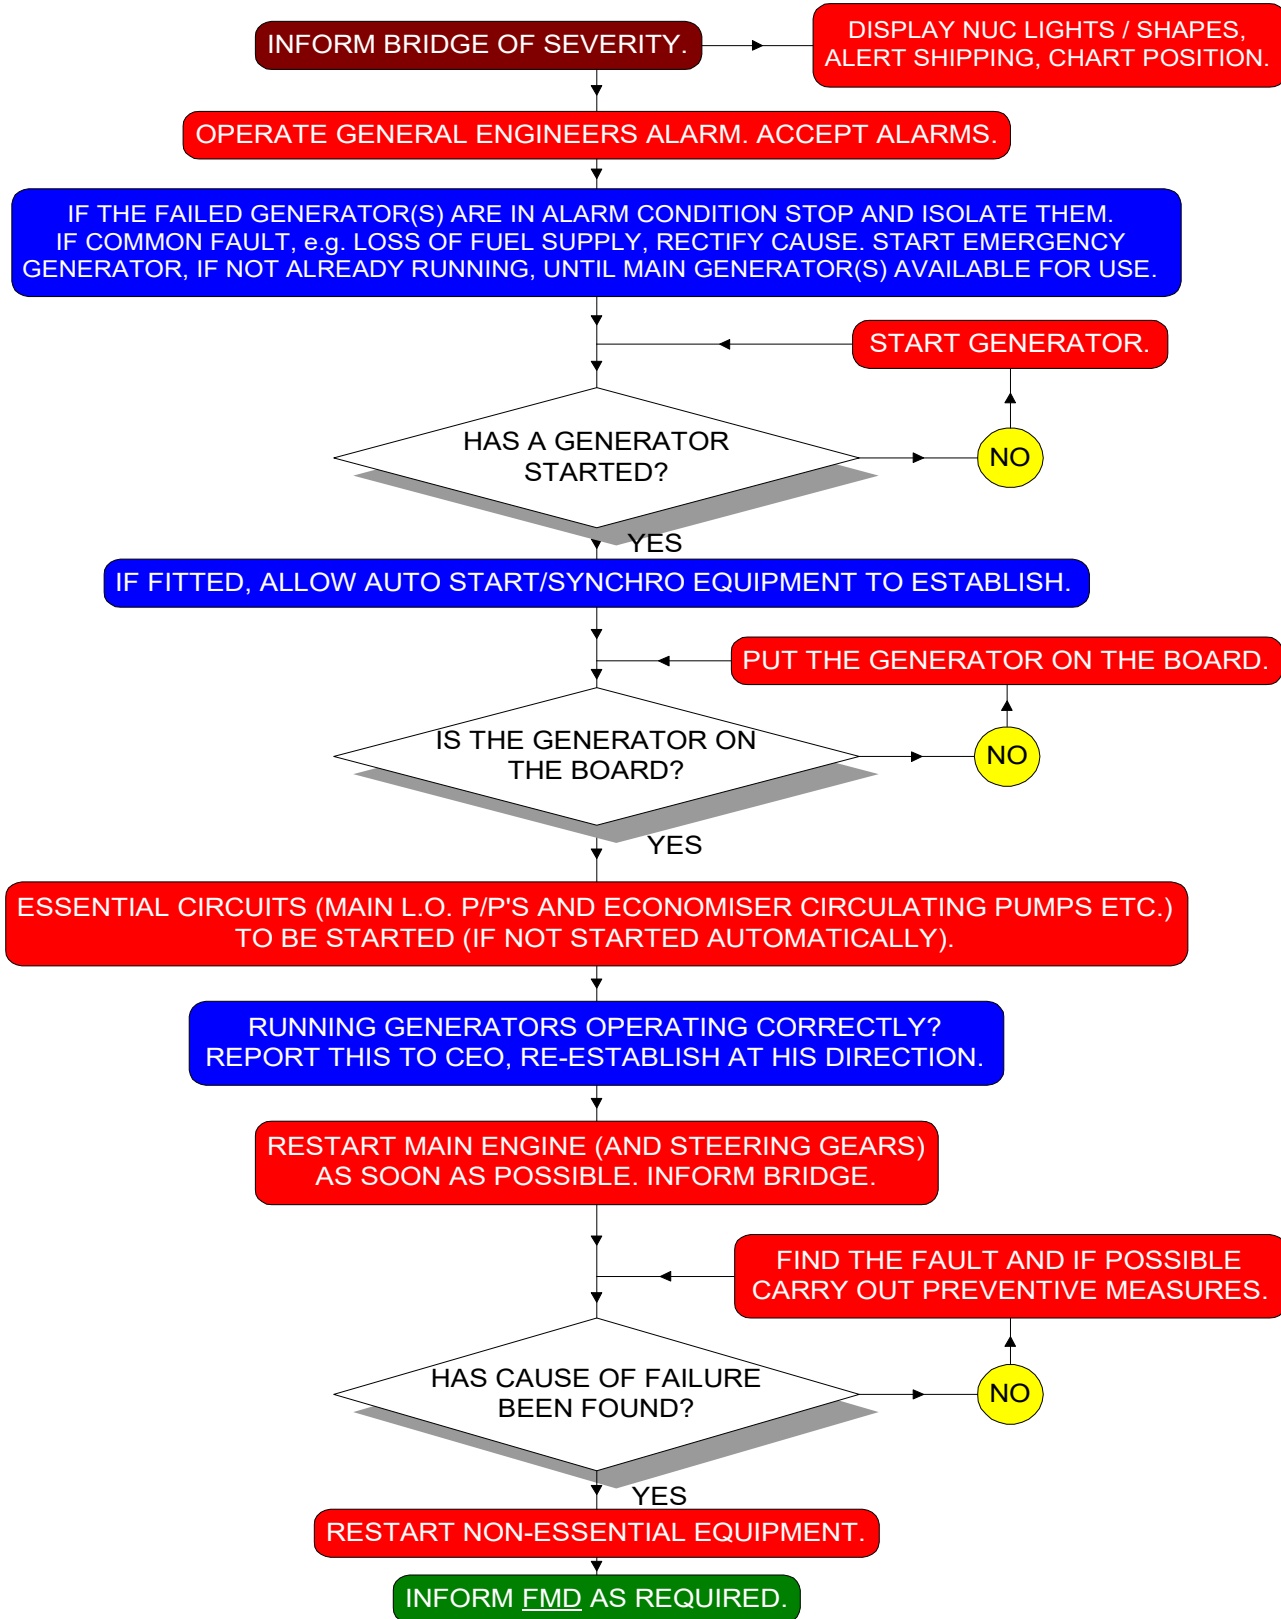 INFORM BRIDGE OF SEVERITY.
DISPLAY NUC LIGHTS / SHAPES,
ALERT SHIPPING, CHART POSITION.
OPERATE GENERAL ENGINEERS ALARM. ACCEPT ALARMS.
IF THE FAILED GENERATOR(S) ARE IN ALARM CONDITION STOP AND ISOLATE THEM.
IF COMMON FAULT, e.g. LOSS OF FUEL SUPPLY, RECTIFY CAUSE. START EMERGENCY
GENERATOR, IF NOT ALREADY RUNNING, UNTIL MAIN GENERATOR(S) AVAILABLE FOR USE.
START GENERATOR.
HAS A GENERATOR
STARTED?
NO
YES
IF FITTED, ALLOW AUTO START/SYNCHRO EQUIPMENT TO ESTABLISH.
PUT THE GENERATOR ON THE BOARD.
IS THE GENERATOR ON
THE BOARD?
NO
YES
ESSENTIAL CIRCUITS (MAIN L.O. P/P'S AND ECONOMISER CIRCULATING PUMPS ETC.)
TO BE STARTED (IF NOT STARTED AUTOMATICALLY).
RUNNING GENERATORS OPERATING CORRECTLY?
REPORT THIS TO CEO, RE-ESTABLISH AT HIS DIRECTION.
RESTART MAIN ENGINE (AND STEERING GEARS)
AS SOON AS POSSIBLE. INFORM BRIDGE.
FIND THE FAULT AND IF POSSIBLE
CARRY OUT PREVENTIVE MEASURES.
HAS CAUSE OF FAILURE
BEEN FOUND?
NO
YES
RESTART NON-ESSENTIAL EQUIPMENT.
INFORM FMD AS REQUIRED.